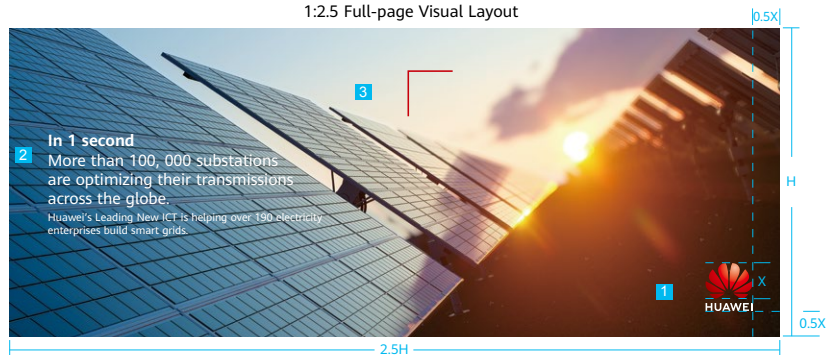 1:2.5 Full-page Visual Layout
0.5X
3
In 1 second
2
More than 100, 000 substations
are optimizing their transmissions
across the globe.
Huawei's Leading New ICT is helping over 190 electricity
enterprises build smart grids.
H
X
1
HUAWEI
0.5X
2.5H